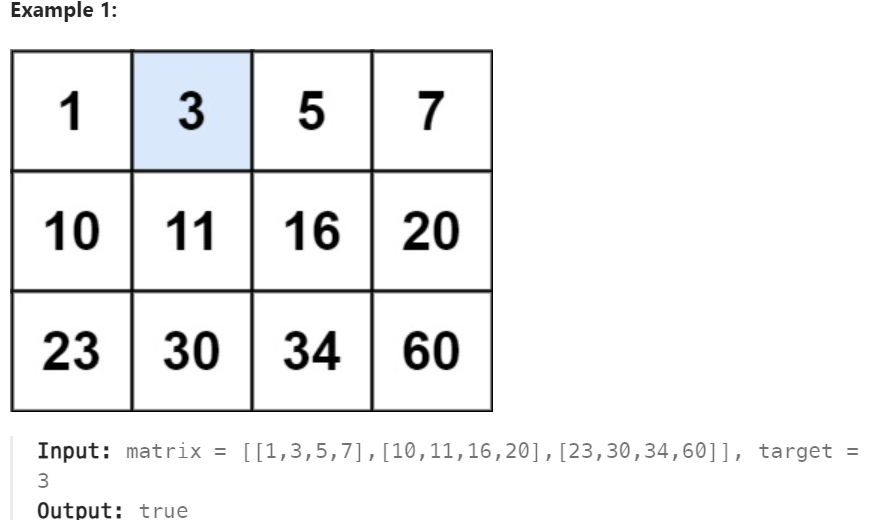 Example 1:
1 3 5 7
10 11 16 20
23 30 34 60
Input: matrix = [[1,3,5,7],[10,11,16,20],[23,30,34,60]], target =
3
Output: true